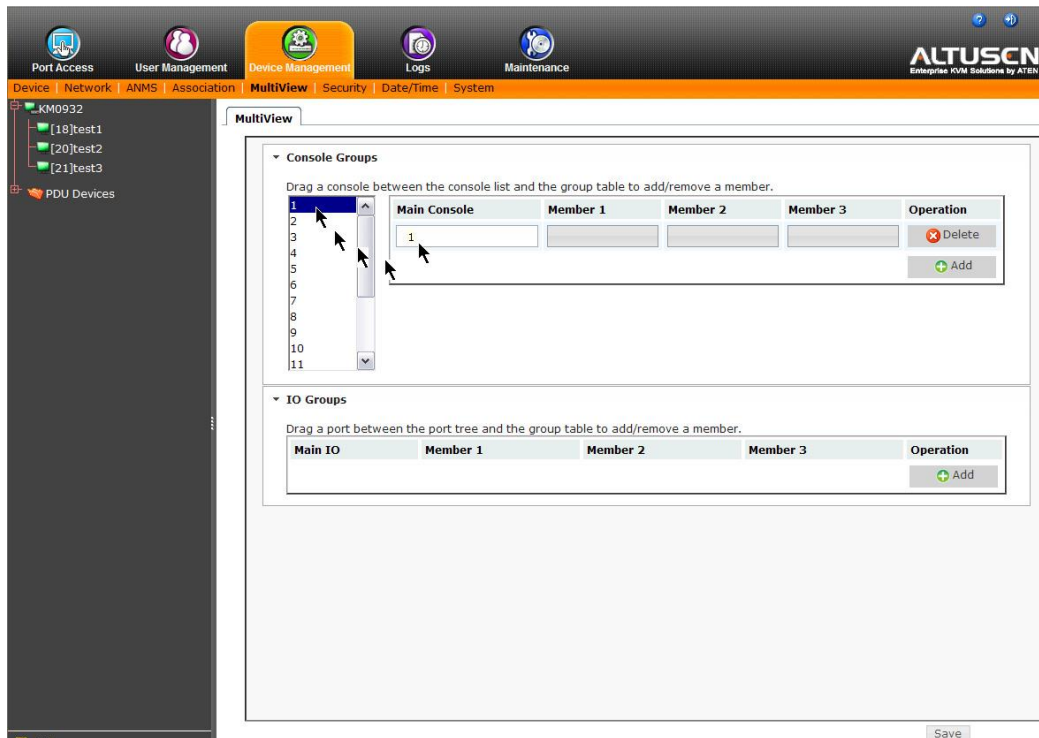 Port Access User Management Device Management Logs Maintenance
ALTUSEN
Enterprise KVM Solutions by ATEN
Device | Network | ANMS | Association | MultiView | Security | Date/Time | System
KM0932
[18]test1
[20]test2
[21]test3
PDU Devices
MultiView
Console Groups
Drag a console between the console list and the group table to add/remove a member.
1
2
3
4
5
6
7
8
9
10
11
Main Console Member 1 Member 2 Member 3 Operation
1 Delete
Add
IO Groups
Drag a port between the port tree and the group table to add/remove a member.
Main IO Member 1 Member 2 Member 3 Operation
Add
Save